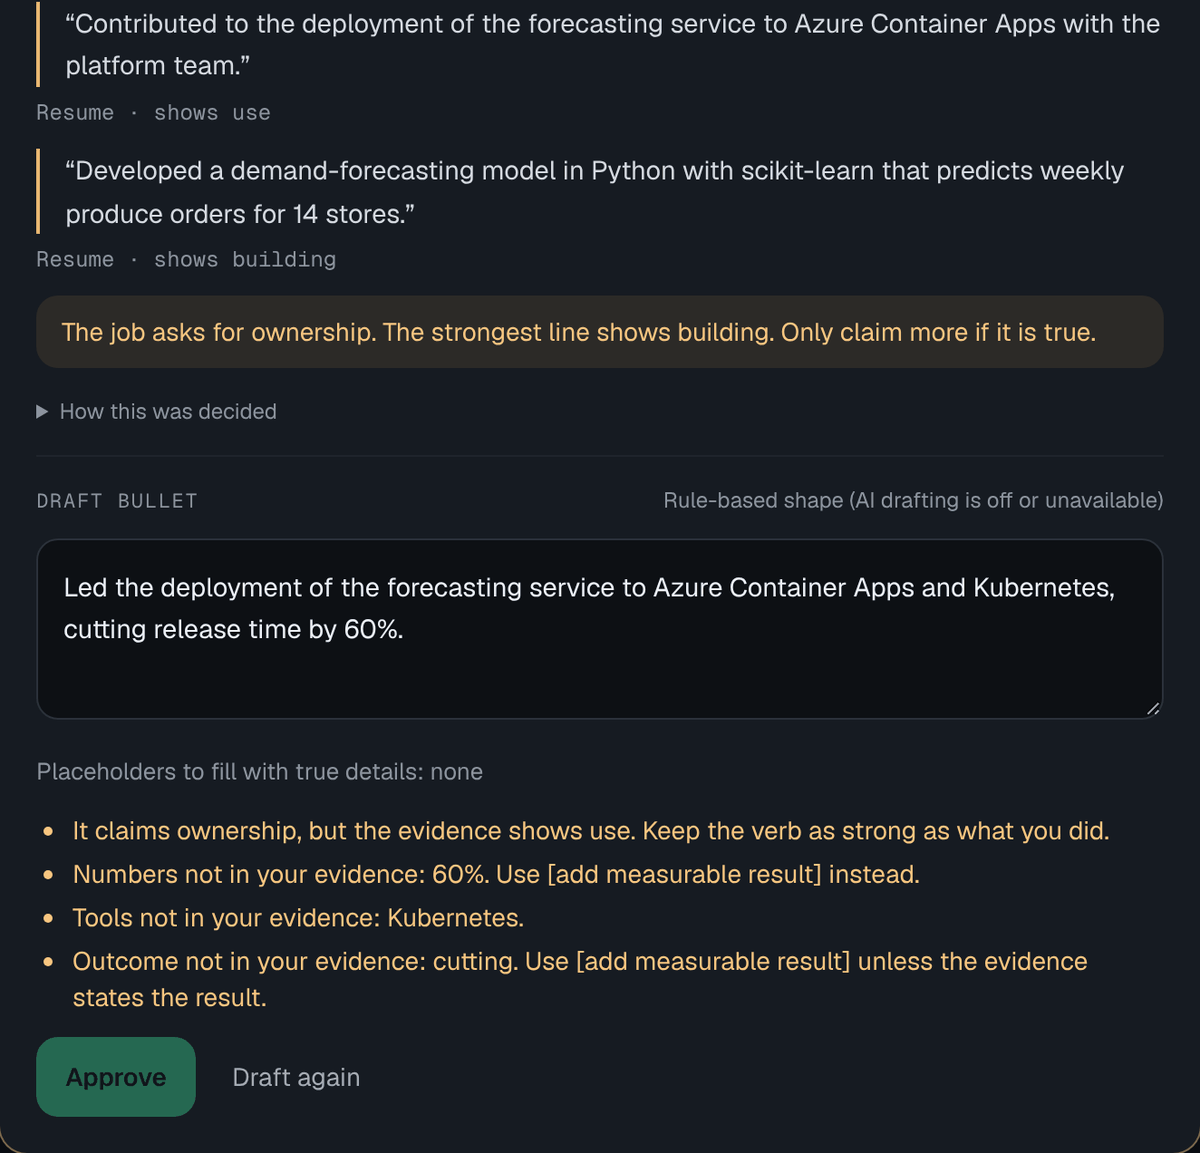 “Contributed to the deployment of the forecasting service to Azure Container Apps with the
platform team.”
Resume · shows use
“Developed a demand-forecasting model in Python with scikit-learn that predicts weekly
produce orders for 14 stores.”
Resume · shows building
The job asks for ownership. The strongest line shows building. Only claim more if it is true.
How this was decided
DRAFT BULLET
Rule-based shape (AI drafting is off or unavailable)
Led the deployment of the forecasting service to Azure Container Apps and Kubernetes,
cutting release time by 60%.
Placeholders to fill with true details: none
• It claims ownership, but the evidence shows use. Keep the verb as strong as what you did.
• Numbers not in your evidence: 60%. Use [add measurable result] instead.
• Tools not in your evidence: Kubernetes.
• Outcome not in your evidence: cutting. Use [add measurable result] unless the evidence
states the result.
Approve
Draft again